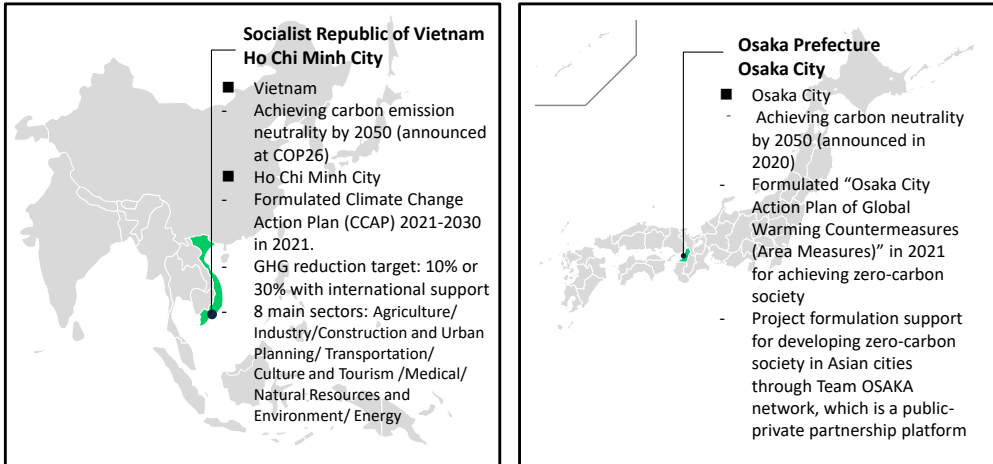 Socialist Republic of Vietnam
Ho Chi Minh City
■ Vietnam
- Achieving carbon emission
neutrality by 2050 (announced
at COP26)
■ Ho Chi Minh City
- Formulated Climate Change
Action Plan (CCAP) 2021-2030
in 2021.
- GHG reduction target: 10% or
30% with international support
- 8 main sectors: Agriculture/
Industry/Construction and Urban
Planning/ Transportation/
Culture and Tourism /Medical/
Natural Resources and
Environment/ Energy
Osaka Prefecture
Osaka City
■ Osaka City
- Achieving carbon neutrality
by 2050 (announced in
2020)
- Formulated “Osaka City
Action Plan of Global
Warming Countermeasures
(Area Measures)” in 2021
for achieving zero-carbon
society
- Project formulation support
for developing zero-carbon
society in Asian cities
through Team OSAKA
network, which is a public-
private partnership platform